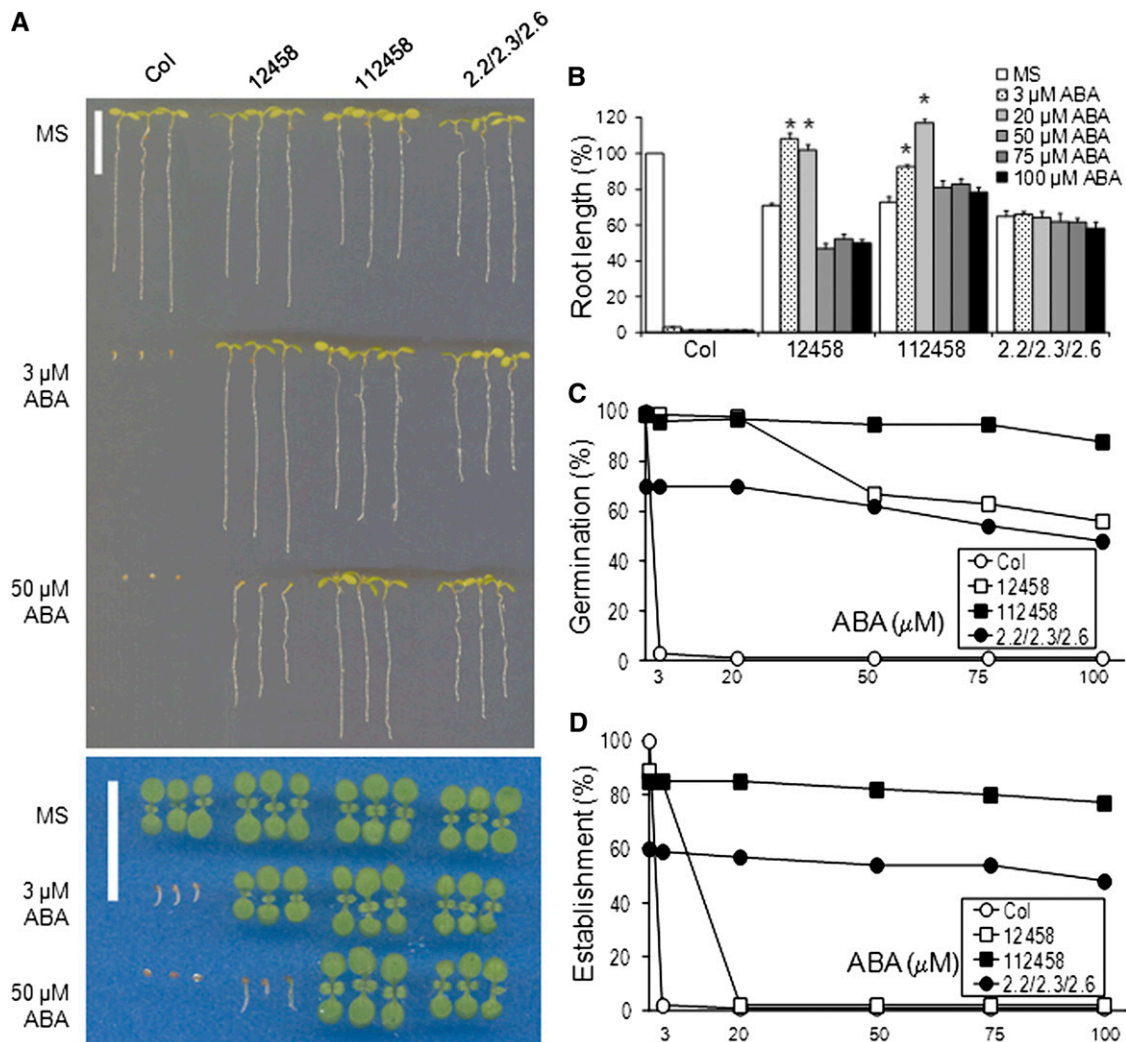 A
Col
12458
112458
2.2/2.3/2.6
MS
3 µM
ABA
50 µM
ABA
MS
3 µM
ABA
50 µM
ABA
B
MS
3 µM ABA
20 µM ABA
50 µM ABA
75 µM ABA
100 µM ABA
Root length (%)
120
100
80
60
40
20
0
* *
* *
Col
12458
112458
2.2/2.3/2.6
C
Germination (%)
100
80
60
40
20
0
Col
12458
112458
2.2/2.3/2.6
ABA (µM)
3
20
50
75
100
D
Establishment (%)
100
80
60
40
20
0
Col
12458
112458
2.2/2.3/2.6
ABA (µM)
3
20
50
75
100